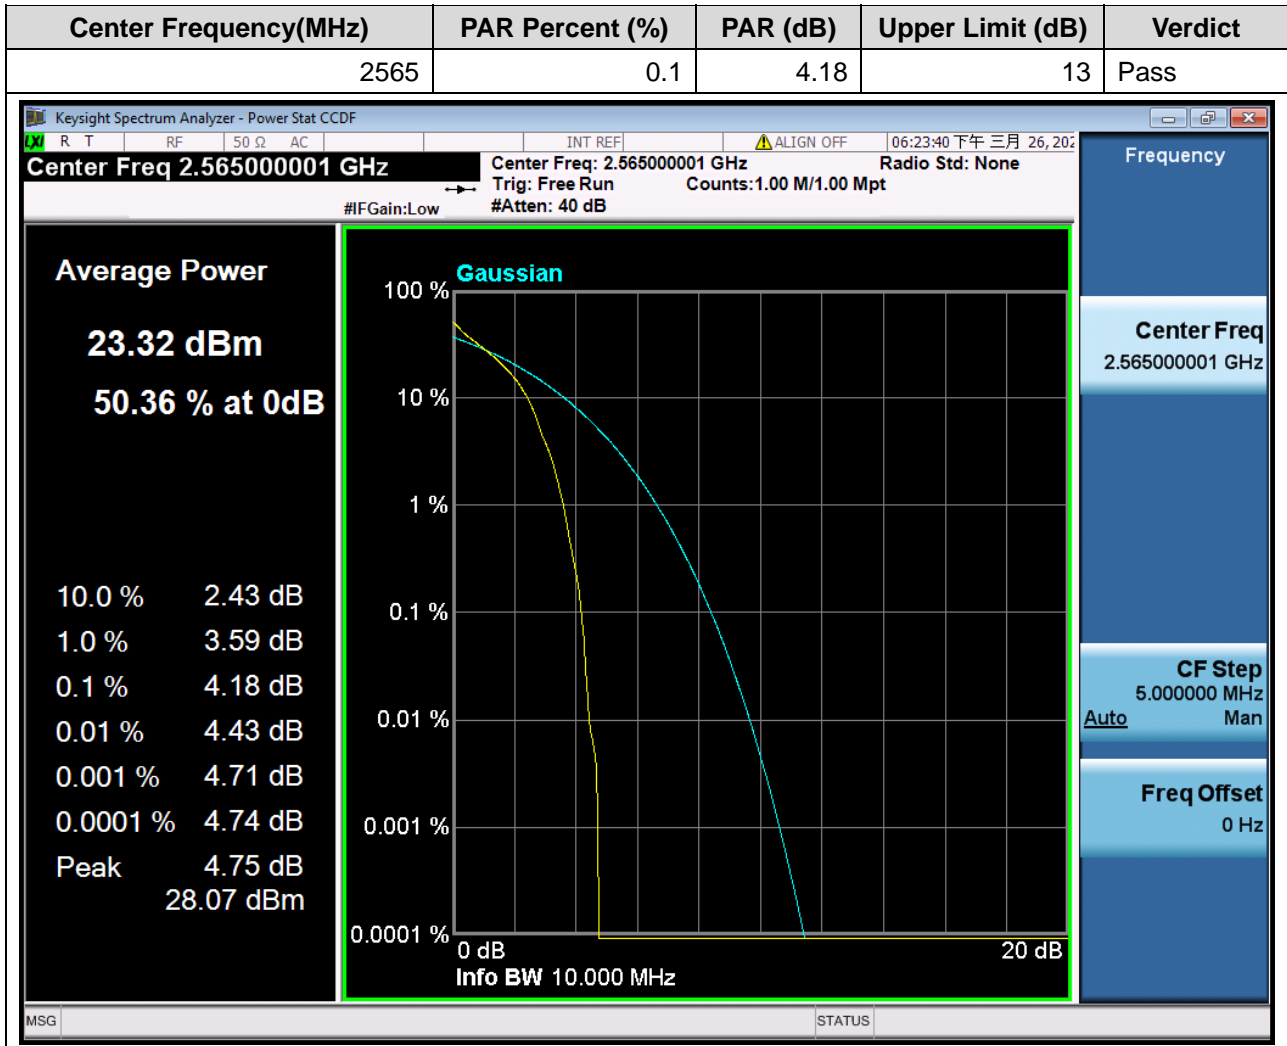 Center Frequency(MHz) PAR Percent (%) PAR (dB) Upper Limit (dB) Verdict
2565 0.1 4.18 13 Pass
Keysight Spectrum Analyzer - Power Stat CCDF
LXI R T RF 50 Ω AC INT REF ALIGN OFF 06:23:40 下午 三月 26, 202
Center Freq 2.565000001 GHz
Center Freq: 2.565000001 GHz Radio Std: None
Trig: Free Run Counts:1.00 M/1.00 Mpt
#IFGain:Low #Atten: 40 dB
Frequency
Average Power
23.32 dBm
50.36 % at 0dB
10.0 % 2.43 dB
1.0 % 3.59 dB
0.1 % 4.18 dB
0.01 % 4.43 dB
0.001 % 4.71 dB
0.0001 % 4.74 dB
Peak 4.75 dB
28.07 dBm
Gaussian
100 %
10 %
1 %
0.1 %
0.01 %
0.001 %
0.0001 %
0 dB 20 dB
Info BW 10.000 MHz
Center Freq
2.565000001 GHz
CF Step
5.000000 MHz
Auto Man
Freq Offset
0 Hz
MSG STATUS